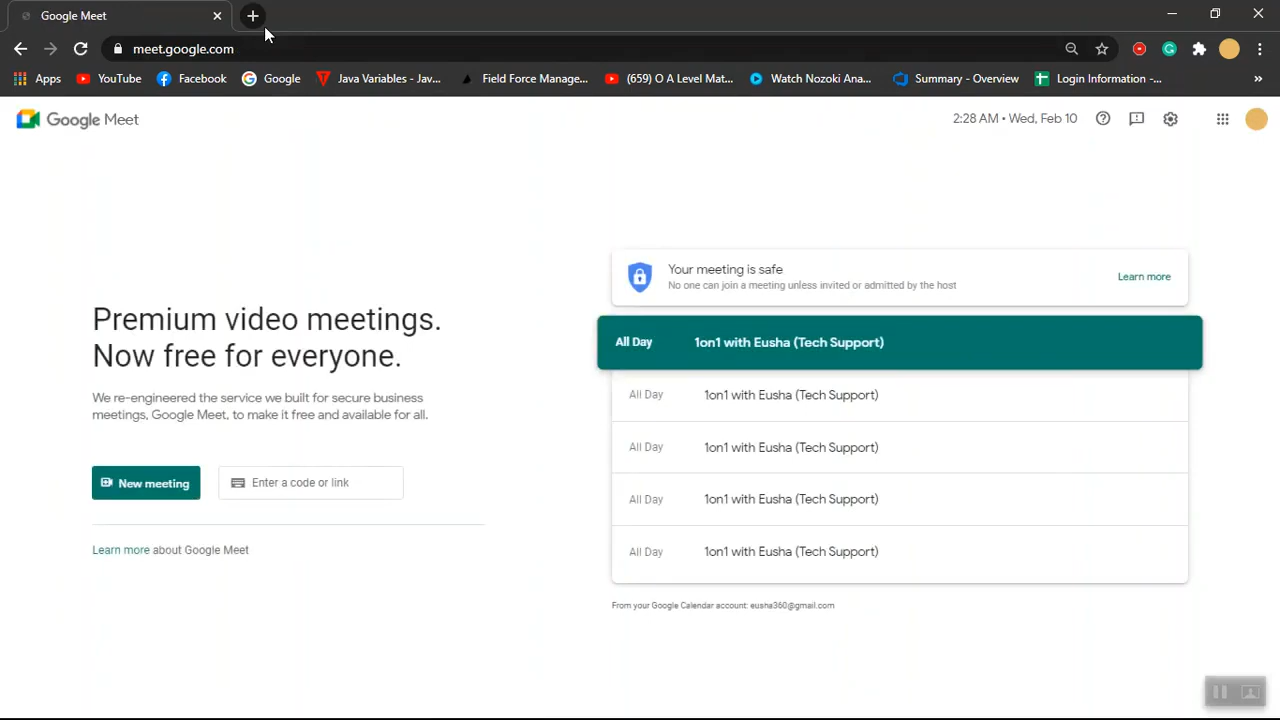 Google Meet
meet.google.com
Apps
YouTube
Facebook
Google
Java Variables - Jav...
Field Force Manage...
(659) O A Level Mat...
Watch Nozoki Ana...
Summary - Overview
Login Information -...
Google Meet
2:28 AM • Wed, Feb 10
Your meeting is safe
No one can join a meeting unless invited or admitted by the host
Learn more
Premium video meetings.
Now free for everyone.
We re-engineered the service we built for secure business
meetings, Google Meet, to make it free and available for all.
New meeting
Enter a code or link
Learn more about Google Meet
All Day 1on1 with Eusha (Tech Support)
All Day 1on1 with Eusha (Tech Support)
All Day 1on1 with Eusha (Tech Support)
All Day 1on1 with Eusha (Tech Support)
All Day 1on1 with Eusha (Tech Support)
From your Google Calendar account: eusha360@gmail.com